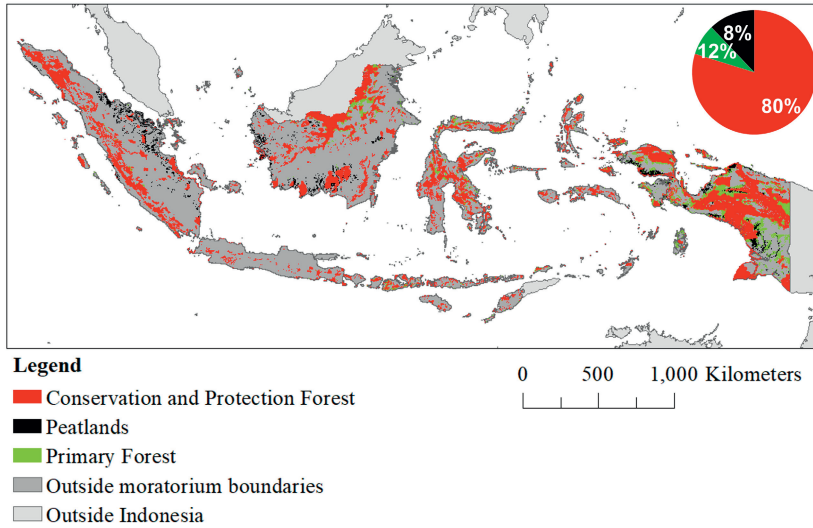 8%
12%
80%
Legend
Conservation and Protection Forest
Peatlands
Primary Forest
Outside moratorium boundaries
Outside Indonesia
0 500 1,000 Kilometers